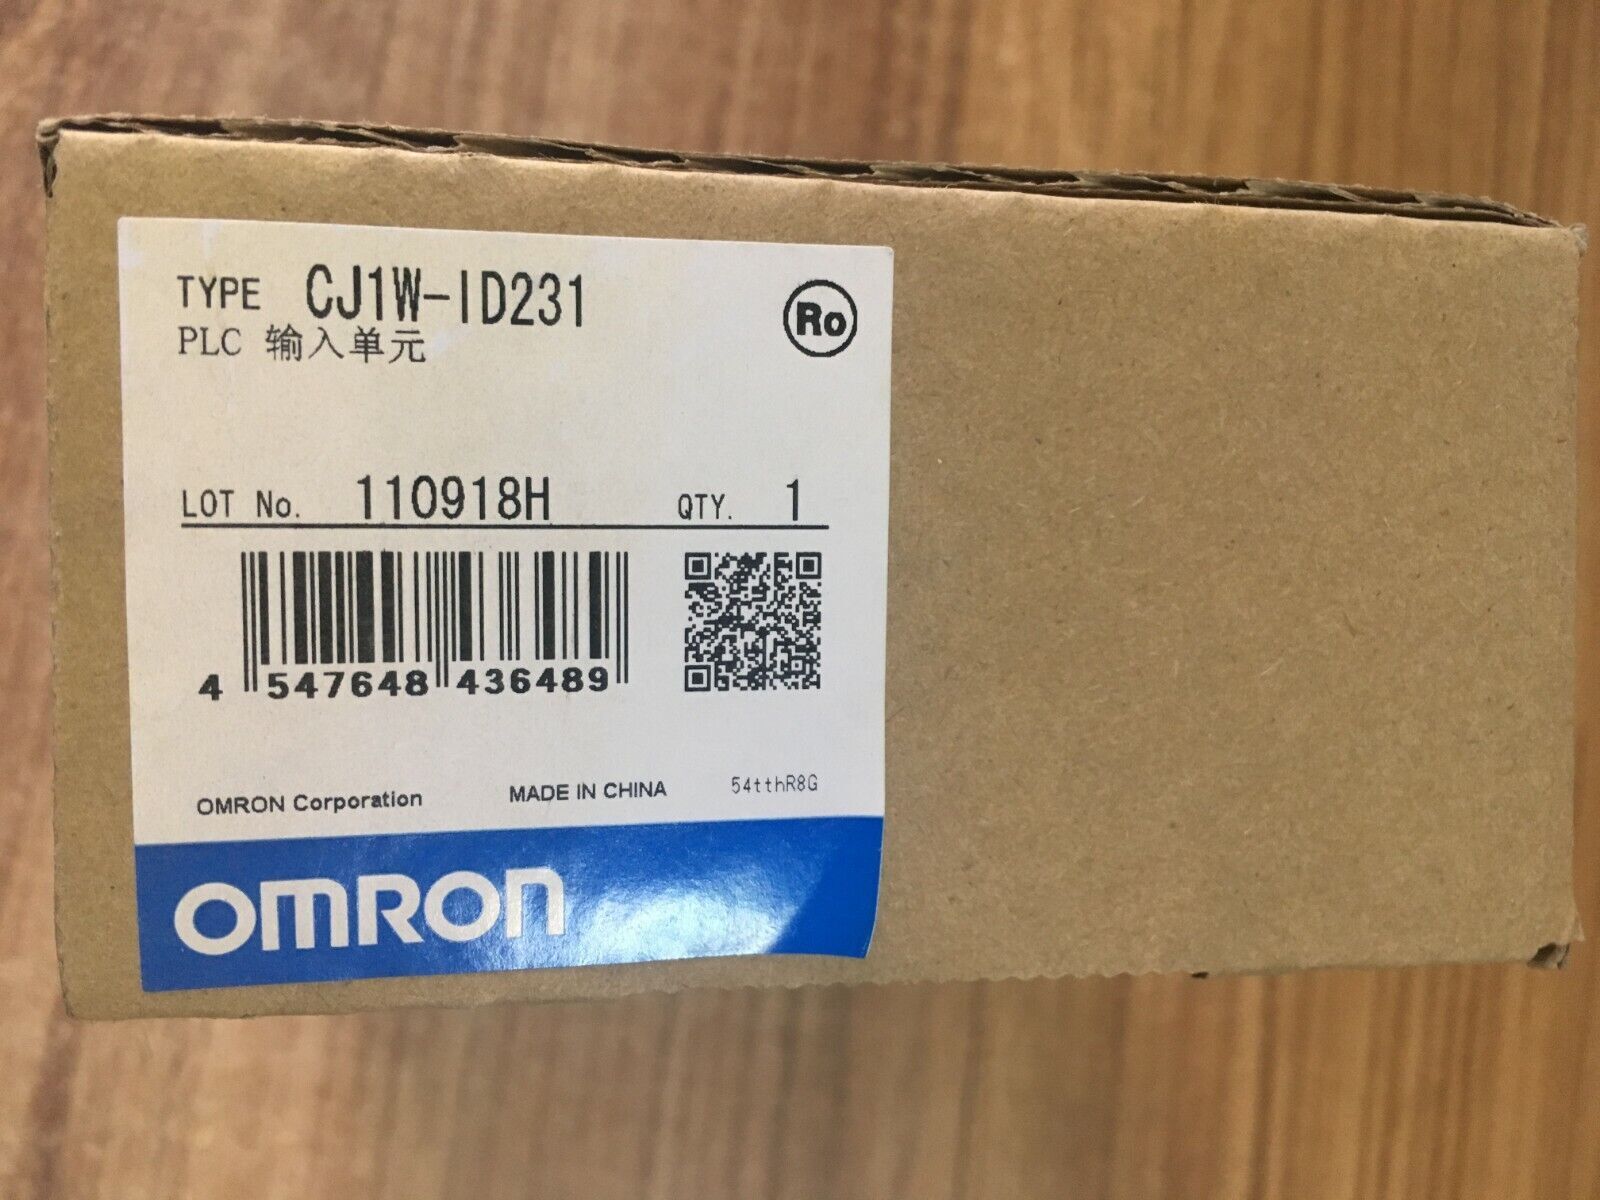 TYPE CJ1W-ID231
Ro
PLC 输入单元
LOT No. 110918H QTY. 1
4 547648 436489
OMRON Corporation MADE IN CHINA 54tthR8G
OMRON